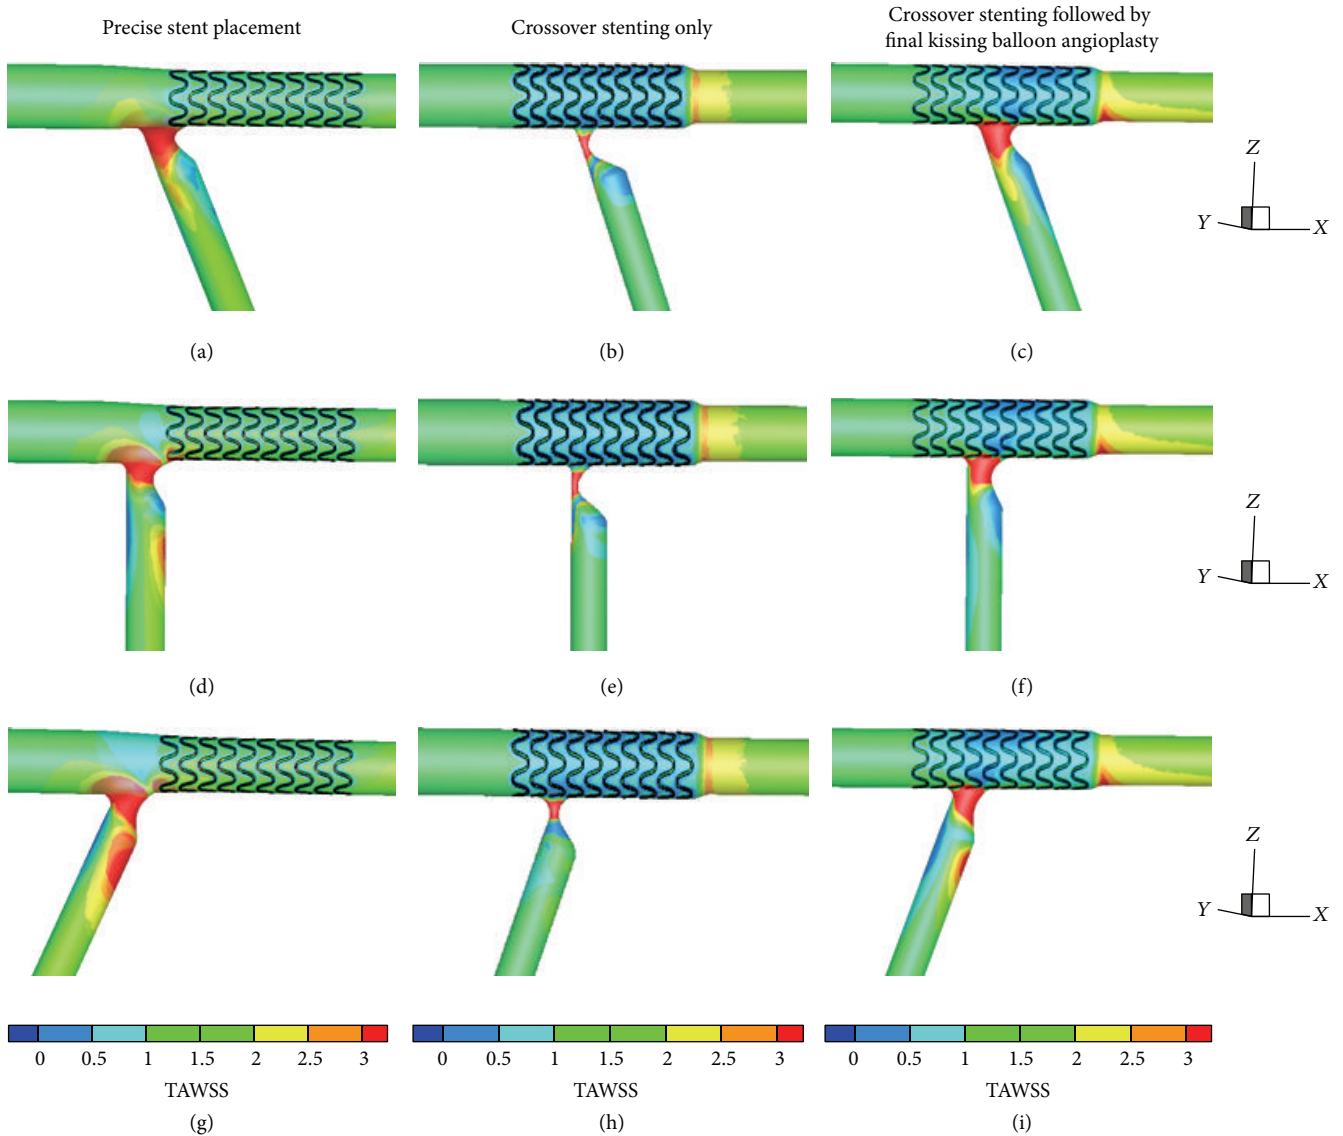 Precise stent placement
Crossover stenting only
Crossover stenting followed by
final kissing balloon angioplasty
Z
Y
X
(a)
(b)
(c)
Z
Y
X
(d)
(e)
(f)
Z
Y
X
0 0.5 1 1.5 2 2.5 3
0 0.5 1 1.5 2 2.5 3
0 0.5 1 1.5 2 2.5 3
TAWSS
TAWSS
TAWSS
(g)
(h)
(i)